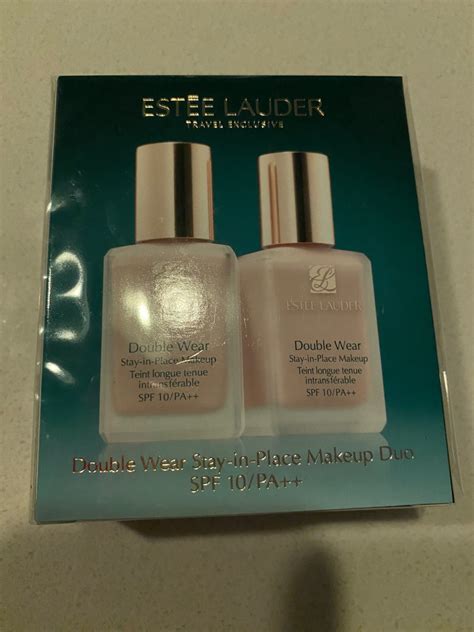 ESTĒE LAUDER
TRAVEL EXCLUSIVE
Double Wear
Stay-in-Place Makeup
Teint longue tenue
intransférable
SPF 10/PA++
ESTĒE LAUDER
Double Wear
Stay-in-Place Makeup
Teint longue tenue
intransférable
SPF 10/PA++
Double Wear Stay-in-Place Makeup Duo
SPF 10/PA++